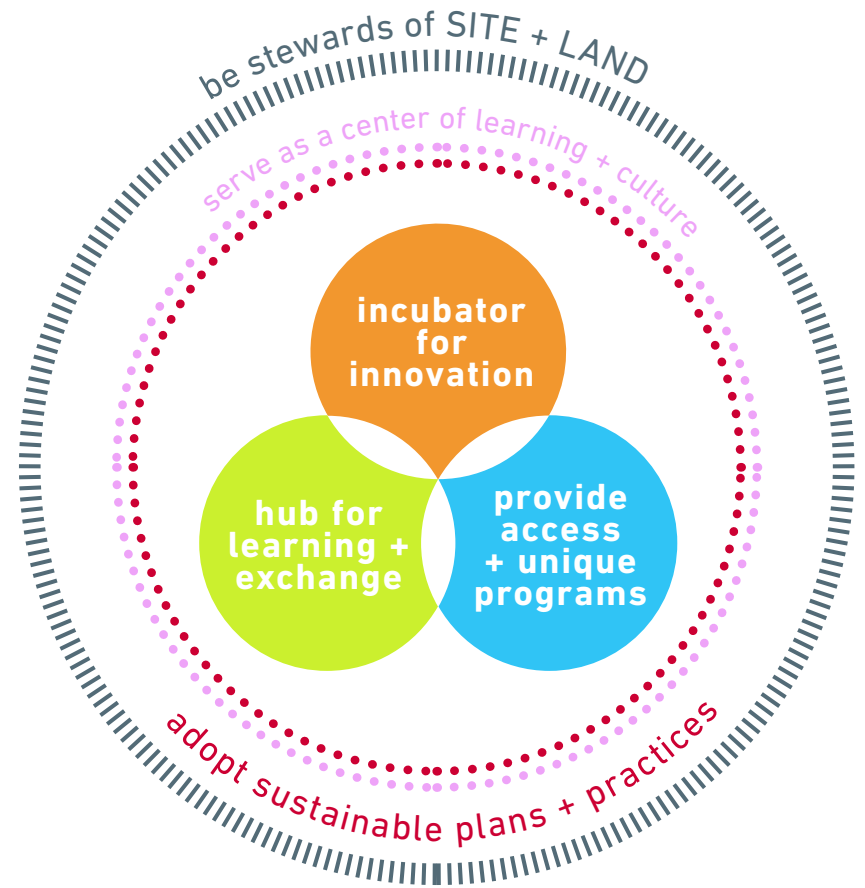 be stewards of SITE + LAND
serve as a center of learning + culture
incubator
for
innovation
hub for
learning +
exchange
provide
access
+ unique
programs
adopt sustainable plans + practices